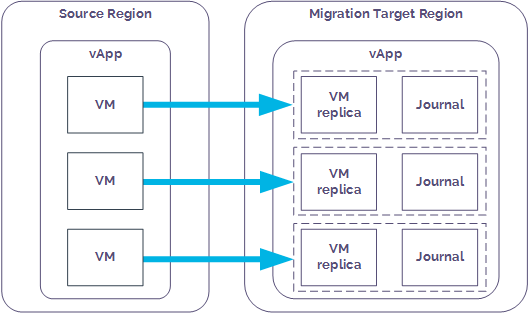 Source Region
Migration Target Region
vApp
vApp
VM
VM
replica
Journal
VM
VM
replica
Journal
VM
VM
replica
Journal